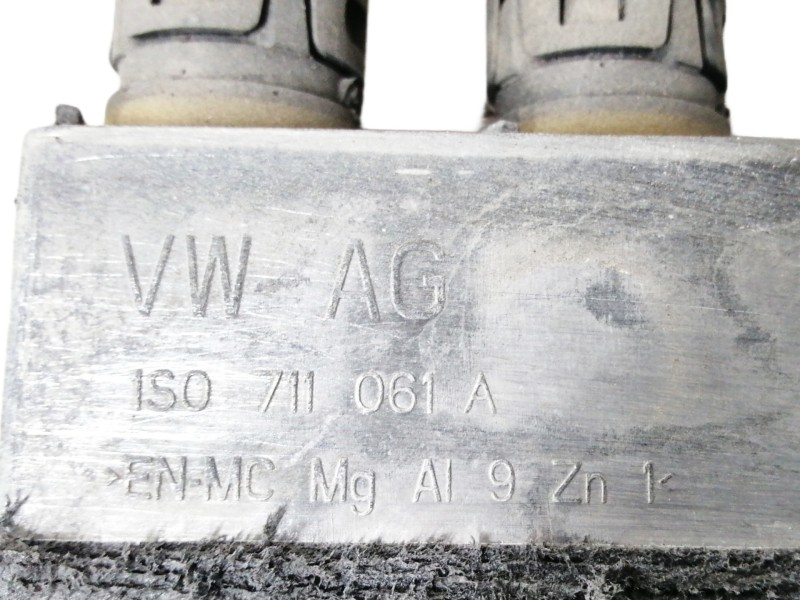 VW AG
1S0 711 061 A
>EN-MC Mg Al 9 Zn 1<